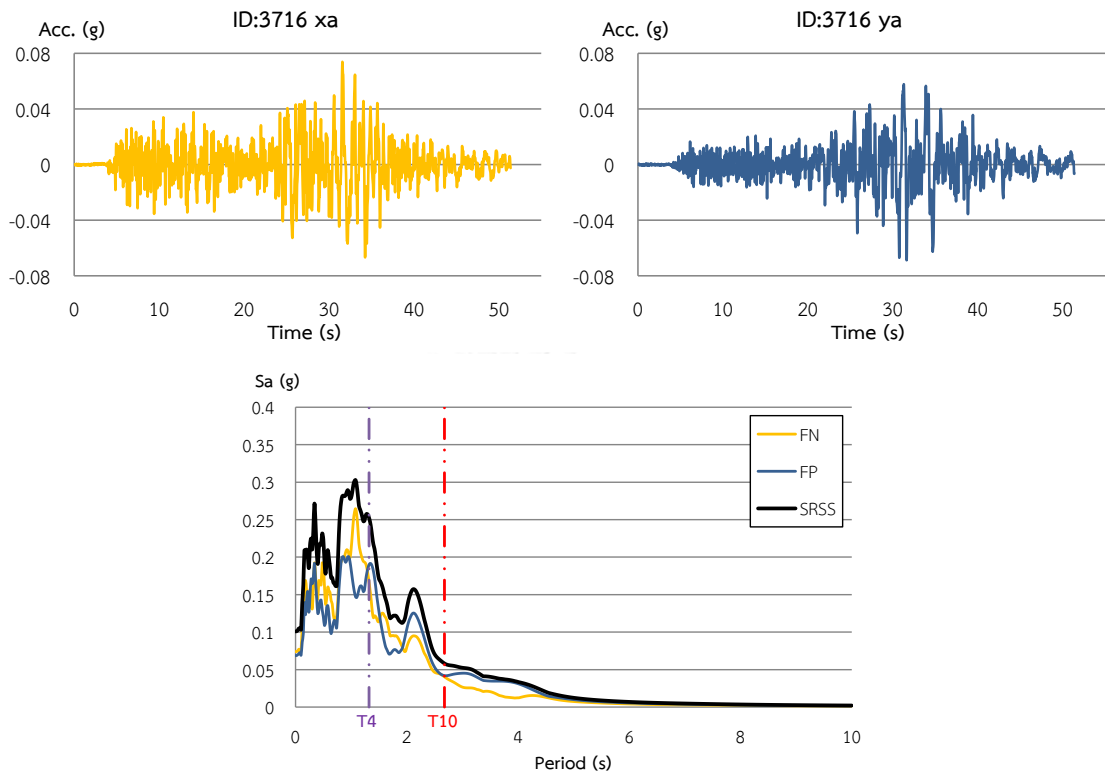 ID:3716 xa
Acc. (g)
0.08
0.04
0
-0.04
-0.08
0 10 20 30 40 50
Time (s)
ID:3716 ya
Acc. (g)
0.08
0.04
0
-0.04
-0.08
0 10 20 30 40 50
Time (s)
Sa (g)
0.4
0.35
0.3
0.25
0.2
0.15
0.1
0.05
0
FN
FP
SRSS
T4 T10
0 2 4 6 8 10
Period (s)